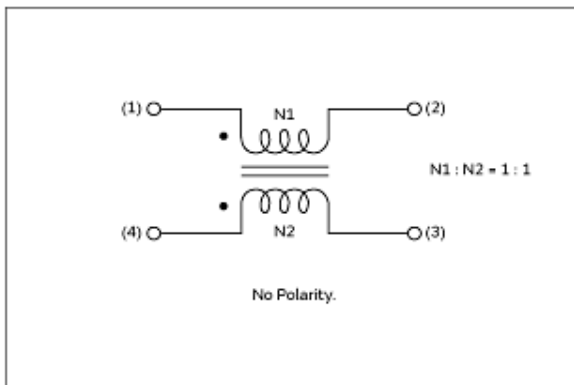 (1)
N1
(2)
N1 : N2 = 1 : 1
(4)
N2
(3)
No Polarity.